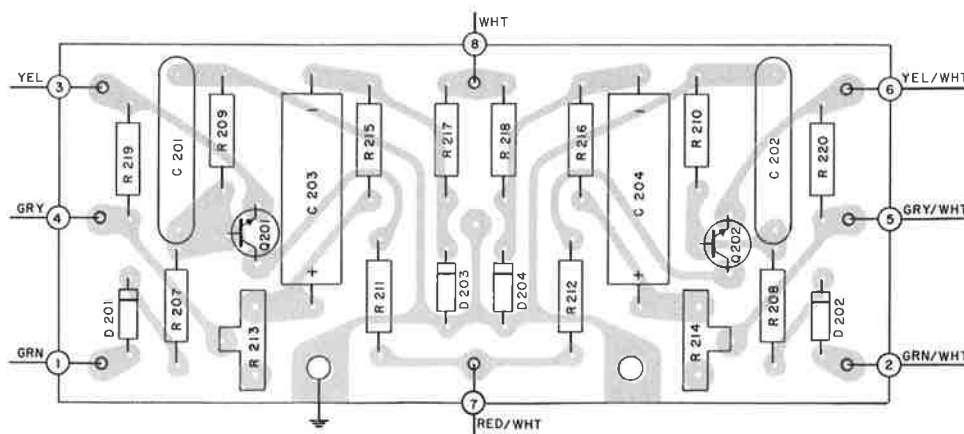 WHT
8
YEL
3
6
YEL/WHT
R 219
C 201
R 209
C 203
-
R 215
R 217
R 218
R 216
C 204
-
R 210
C 202
R 220
GRY
4
5
GRY/WHT
Q201
Q202
+
+
D 201
R 207
R 213
R 211
D 203
D 204
R 212
R 214
R 208
D 202
GRN
1
2
GRN/WHT
7
RED/WHT